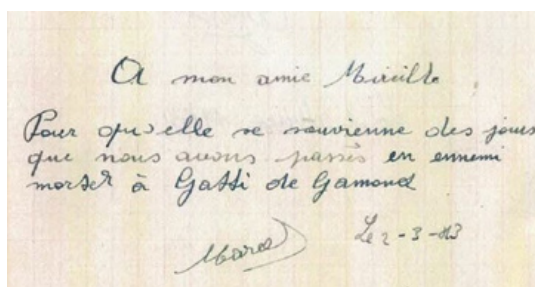 A mon amie Mireille
Pour qu'elle se souvienne des jours
que nous avons passés en ennemi
mortel à Gatti de Gamond
Le 2-3-43